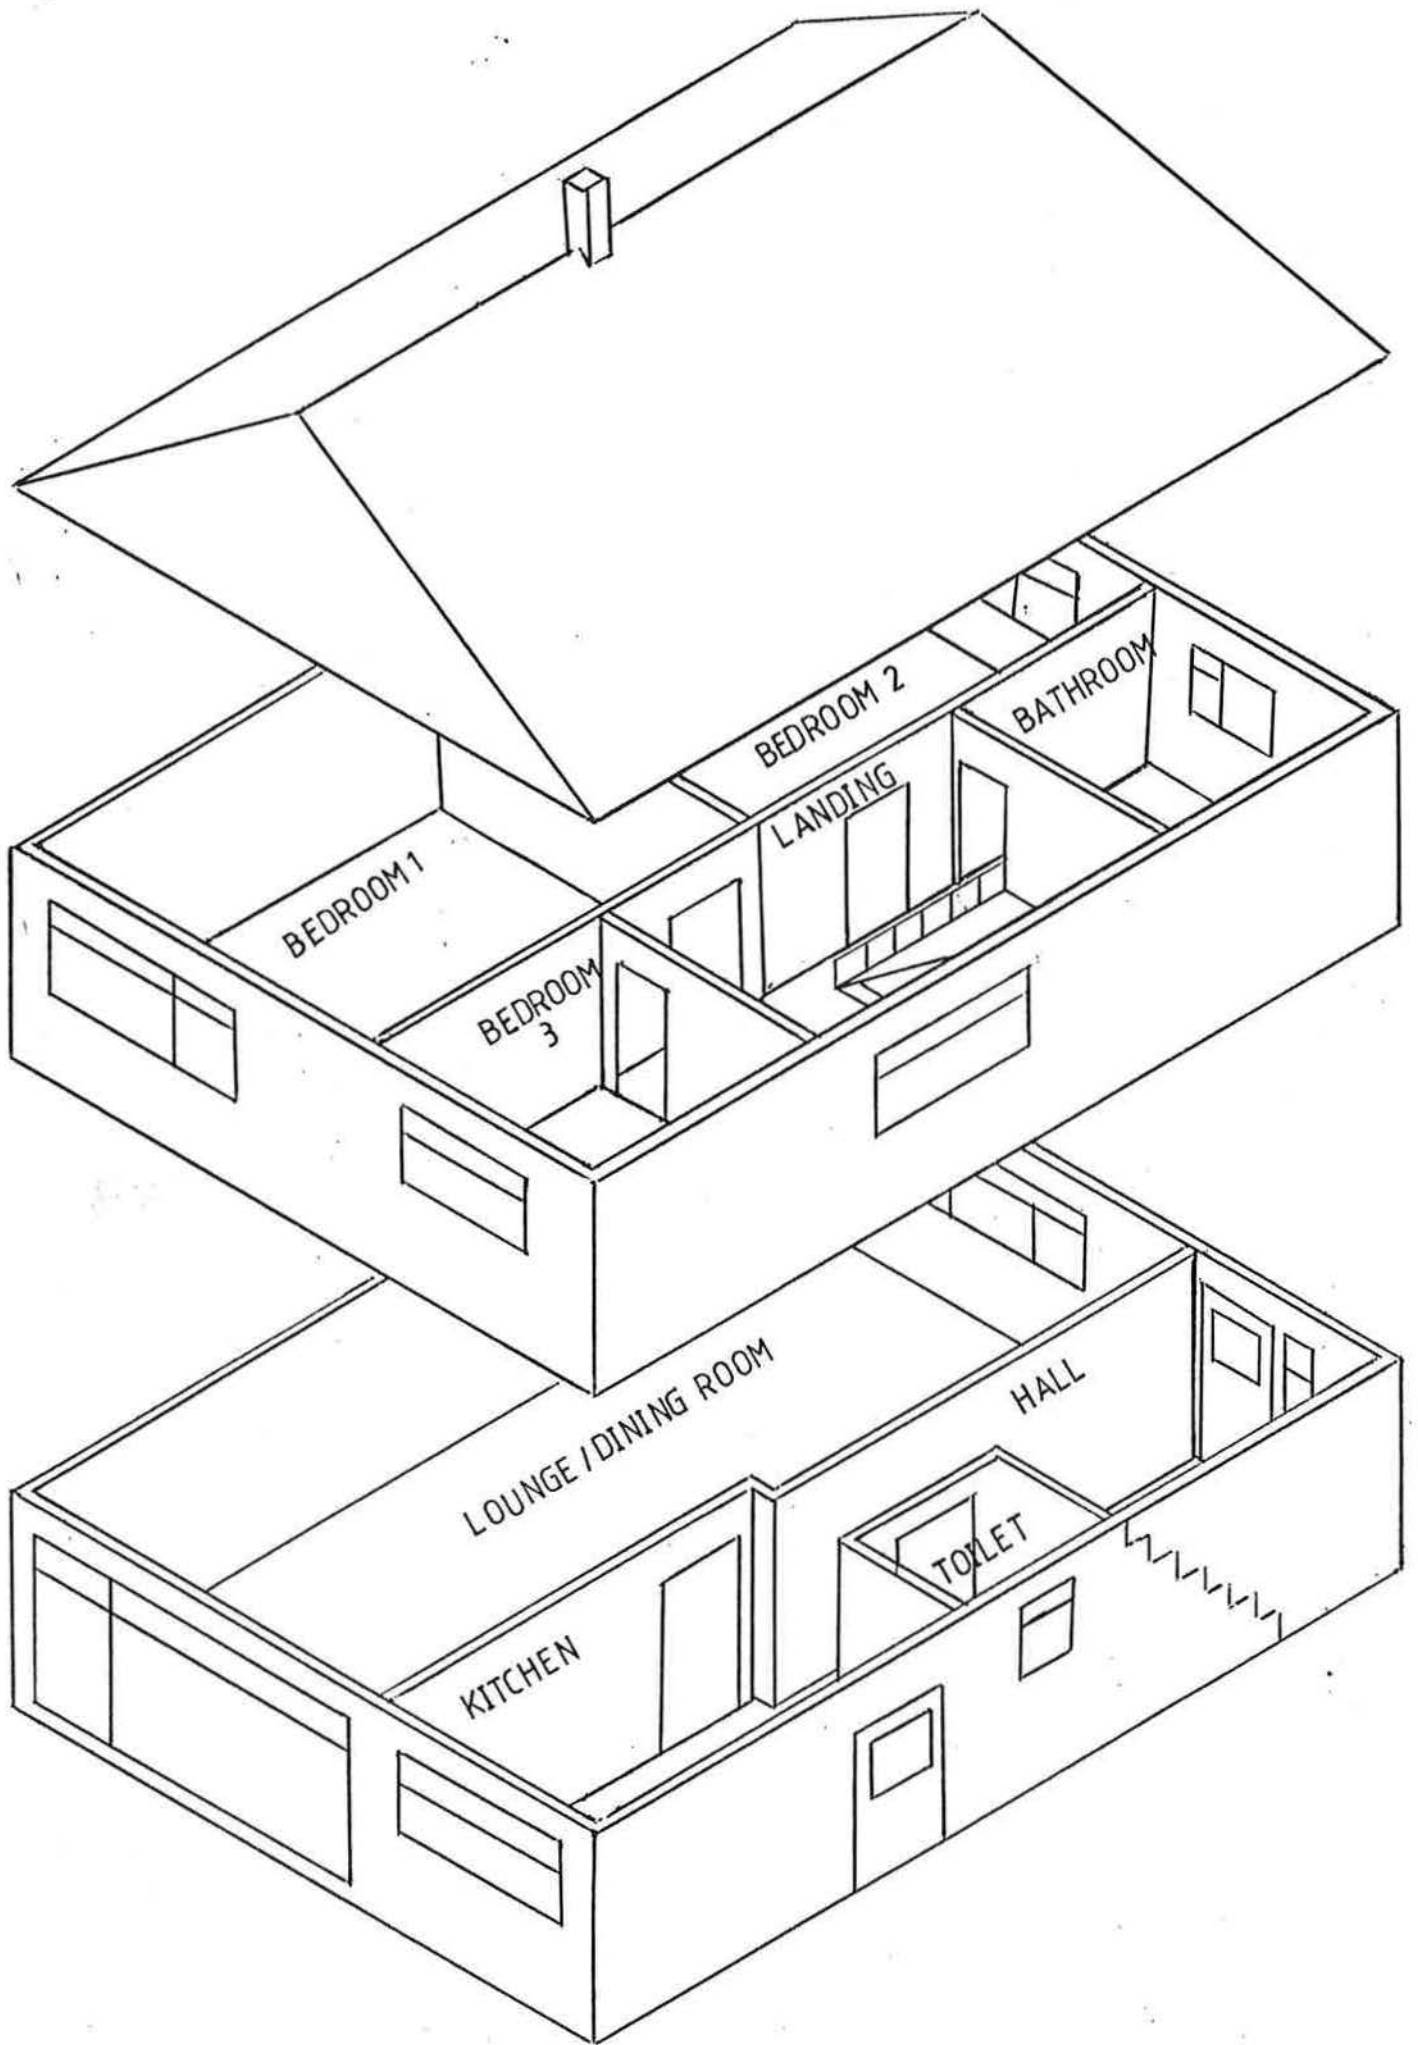 BEDROOM 2
BATHROOM
LANDING
BEDROOM 1
BEDROOM
3
LOUNGE / DINING ROOM
HALL
TOILET
KITCHEN